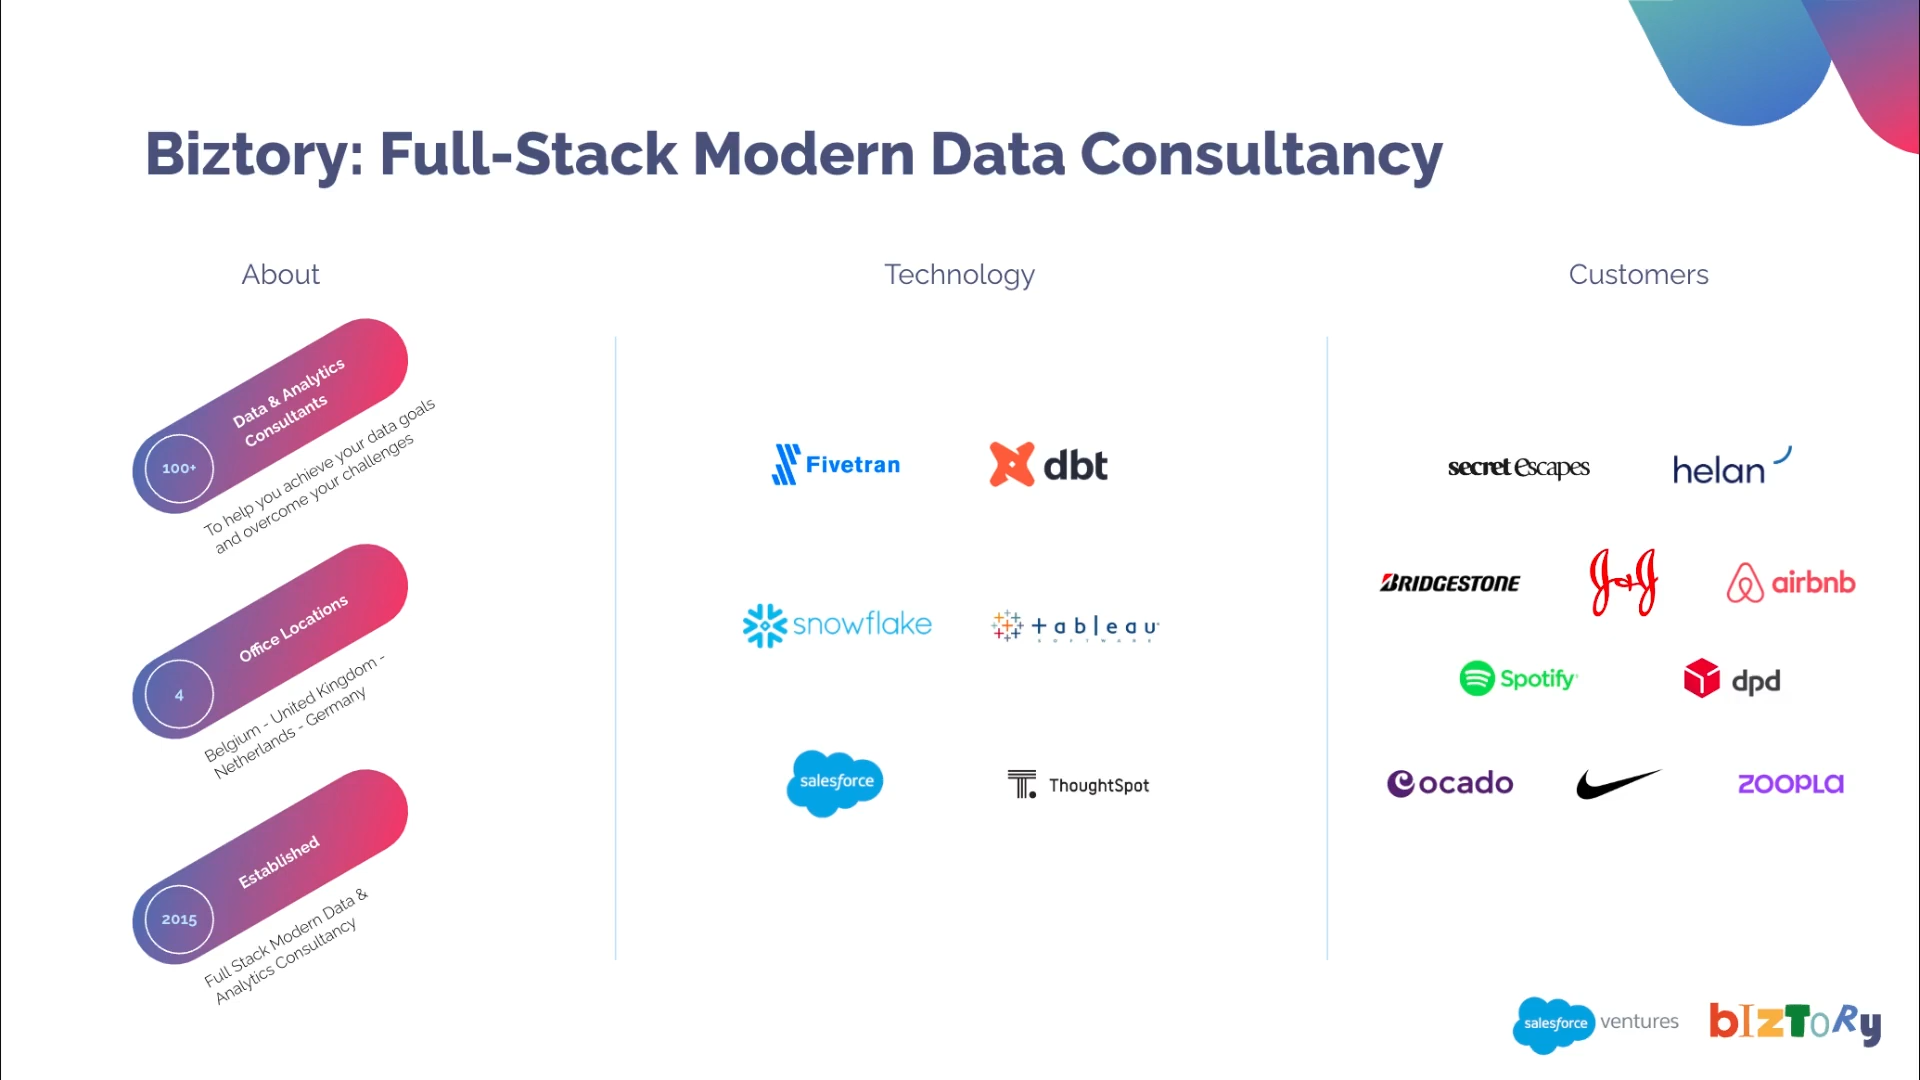 Biztory: Full-Stack Modern Data Consultancy
About
Data & Analytics
Consultants
100+
To help you achieve your data goals
and overcome your challenges
Office Locations
4
Belgium - United Kingdom -
Netherlands - Germany
Established
2015
Full Stack Modern Data &
Analytics Consultancy
Technology
Fivetran dbt
snowflake tableau
SOFTWARE
salesforce ThoughtSpot
Customers
secret escapes helan
BRIDGESTONE J&J airbnb
Spotify dpd
ocado ZOOPLA
salesforce ventures bIzToRy